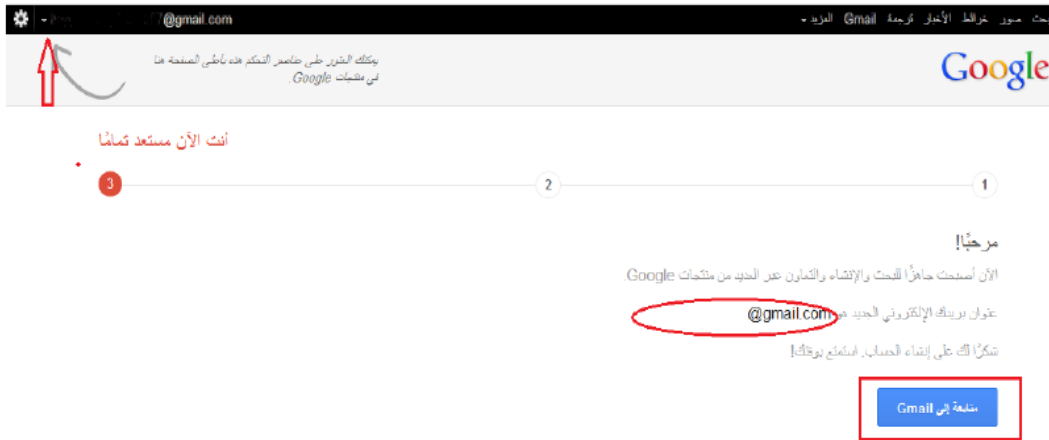 صور خرائط الأخبار ترجمة Gmail المزيد
@gmail.com
Google
يمكنك العثور على عناصر التحكم هذه بأعلى الصفحة هنا
في منتجات Google.
أنت الآن مستعد تمامًا
1
2
3
مرحبًا!
الآن أصبحت جاهزًا للبحث والإنشاء والتعاون عبر العديد من منتجات Google.
عنوان بريدك الإلكتروني الجديد هو @gmail.com
شكرًا لك على إنشاء الحساب. استمتع بوقتك!
متابعة إلى Gmail